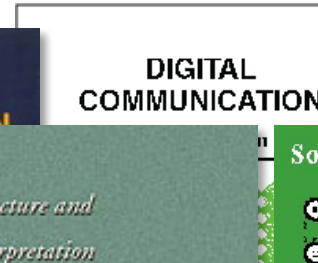 DIGITAL
COMMUNICATION
So
cture and
rpretation